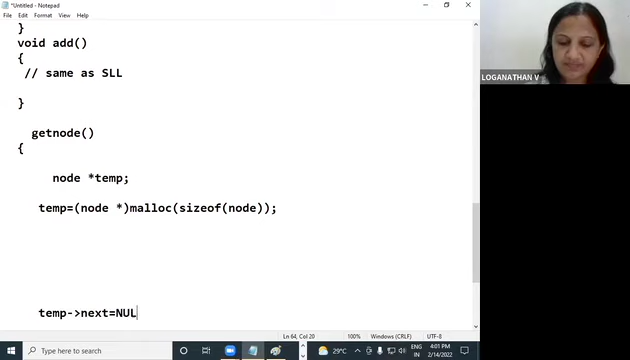 *Untitled - Notepad
File Edit Format View Help
}
void add()
{
// same as SLL
}
getnode()
{
node *temp;
temp=(node *)malloc(sizeof(node));
temp->next=NUL
Ln 64, Col 20 100% Windows (CRLF) UTF-8
LOGANATHAN V
Type here to search
29°C
ENG
IN
4:01 PM
2/14/2022